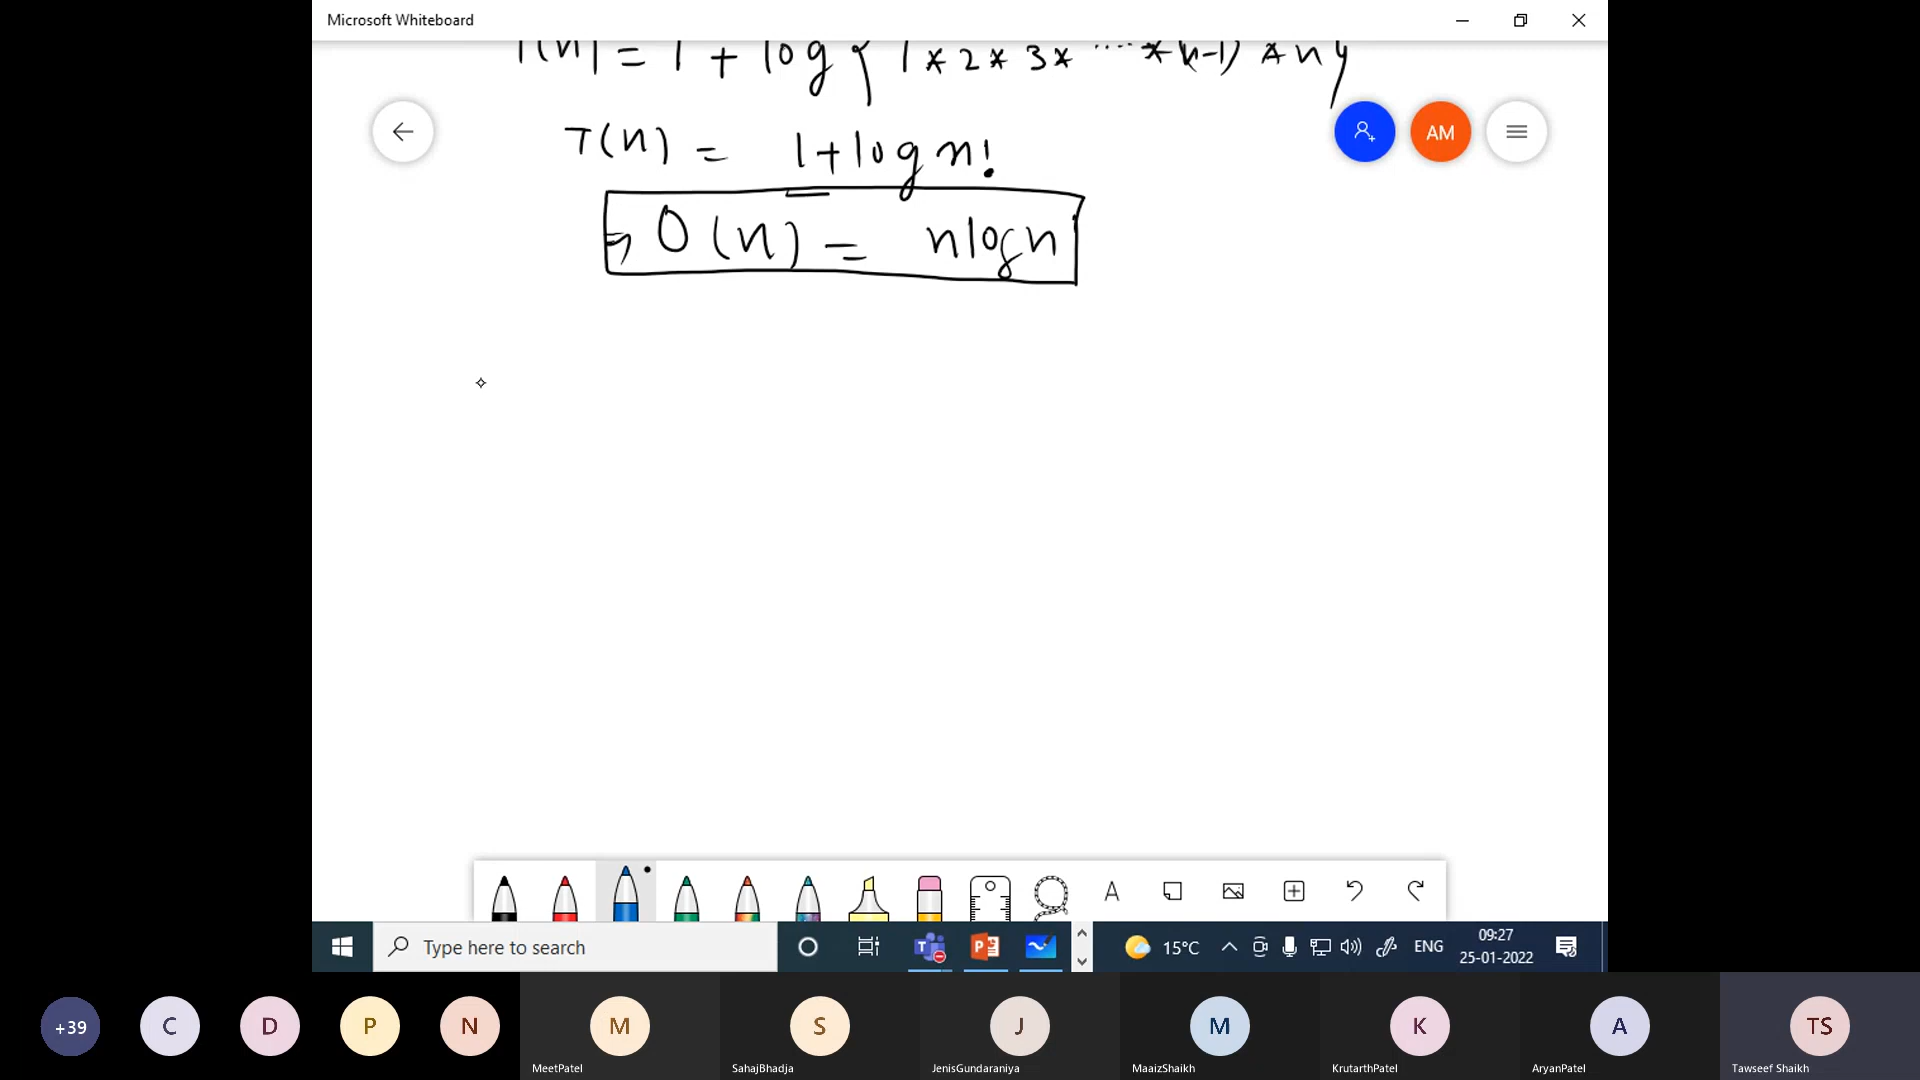 Microsoft Whiteboard
T(n) = 1 + log { 1 * 2 * 3 * .... * (n-1) * n }
AM
T(n) = 1 + log n!
⇒ O(n) = n log n
A
Type here to search
15°C
ENG
09:27
25-01-2022
+39
C
D
P
N
M
S
J
M
K
A
TS
MeetPatel
SahajBhadja
JenisGundaraniya
MaaizShaikh
KrutarthPatel
AryanPatel
Tawseef Shaikh